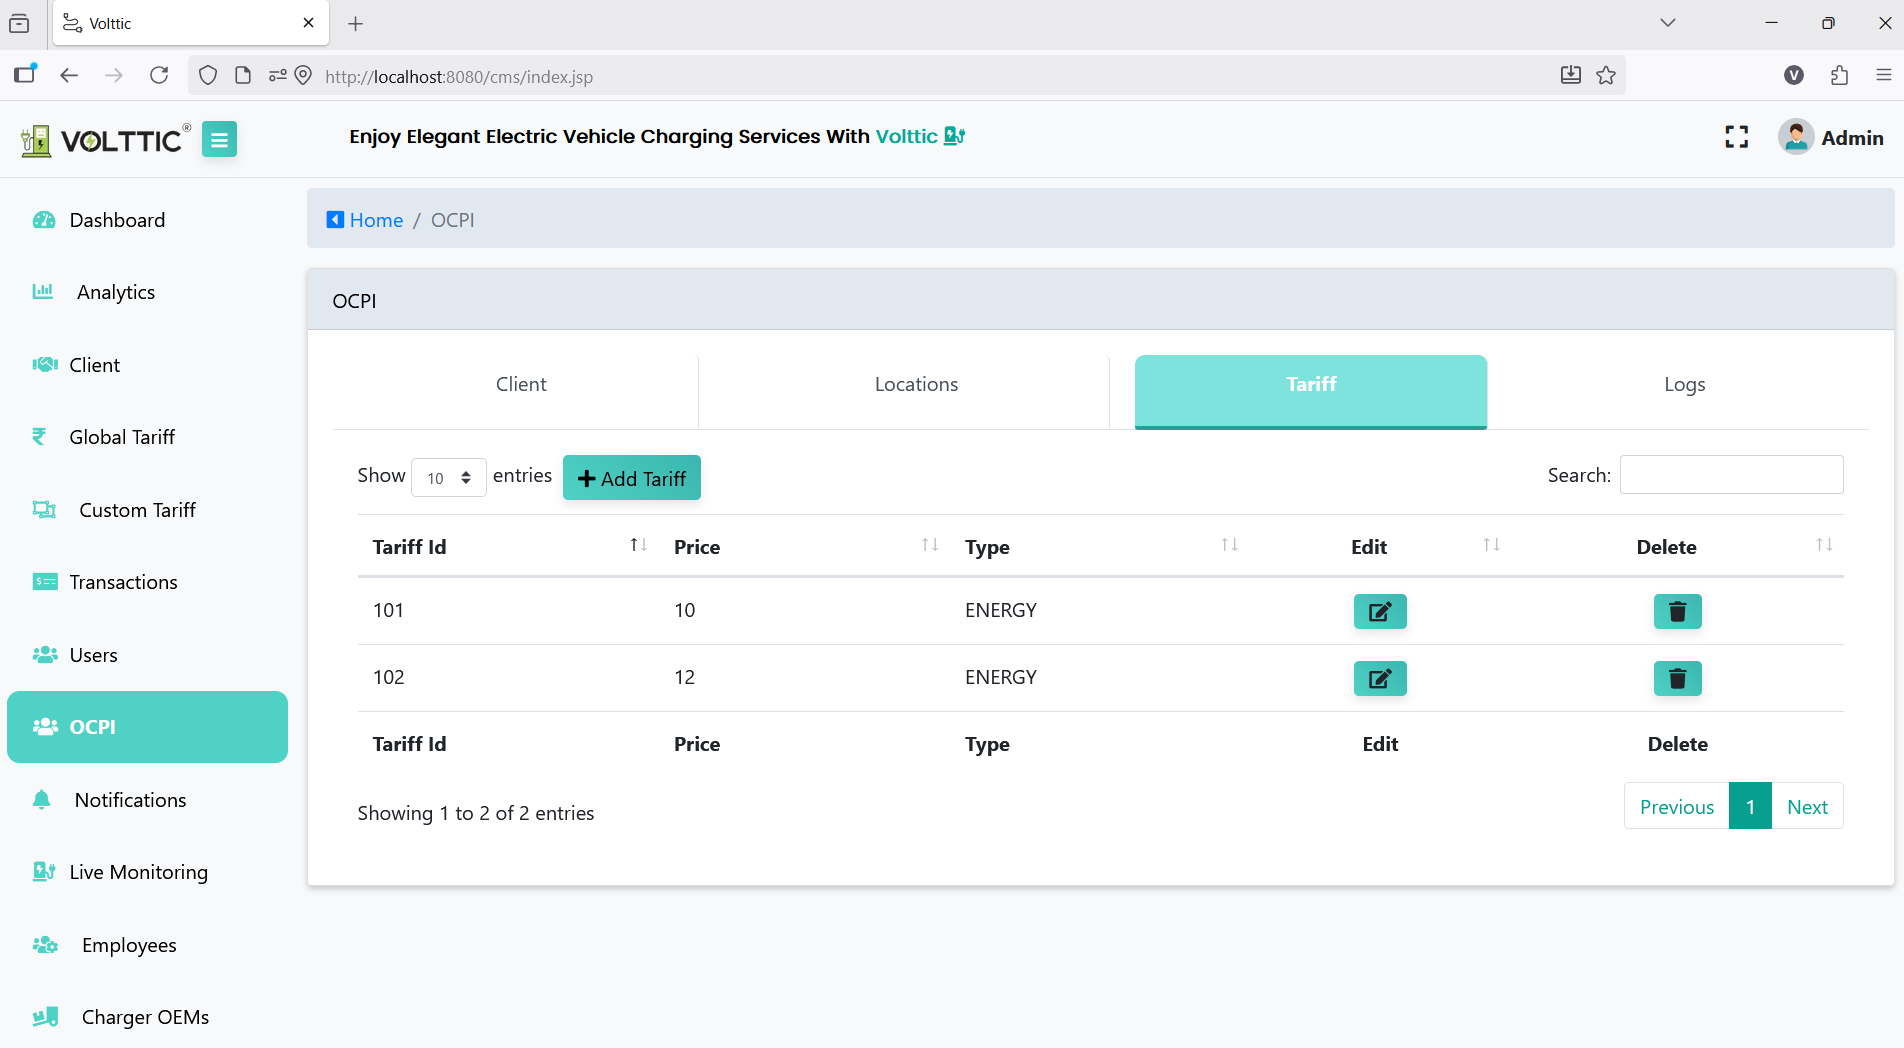 Volttic
http://localhost:8080/cms/index.jsp
V
VOLTTIC®
Enjoy Elegant Electric Vehicle Charging Services With Volttic
Admin
Dashboard
Analytics
Client
Global Tariff
Custom Tariff
Transactions
Users
OCPI
Notifications
Live Monitoring
Employees
Charger OEMs
Home / OCPI
OCPI
Client Locations Tariff Logs
Show 10 entries Add Tariff Search:
Tariff Id Price Type Edit Delete
101 10 ENERGY
102 12 ENERGY
Tariff Id Price Type Edit Delete
Showing 1 to 2 of 2 entries
Previous 1 Next